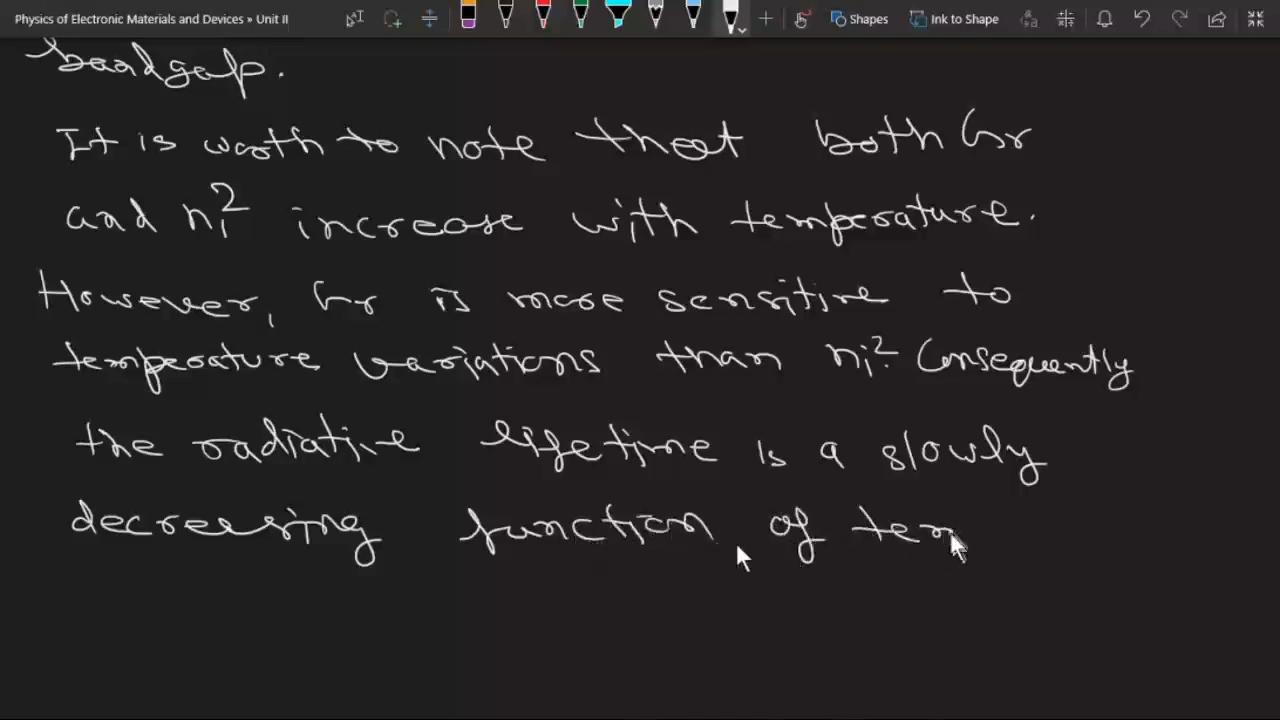 Physics of Electronic Materials and Devices » Unit II
Shapes
Ink to Shape
bandgap.
It is worth to note that both Gr
and ni² increase with temperature.
However, Gr is more sensitive to
temperature variations than ni². Consequently
the radiative lifetime is a slowly
decreasing function of tem